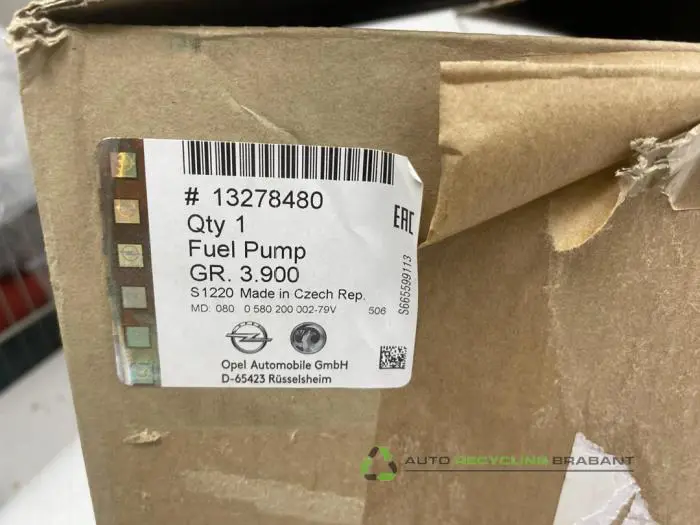 # 13278480
Qty 1
Fuel Pump
GR. 3.900
S1220 Made in Czech Rep.
MD: 080 0 580 200 002-79V 506
EAC
S665599113
Opel Automobile GmbH
D-65423 Rüsselsheim
AUTO RECYCLING BRABANT